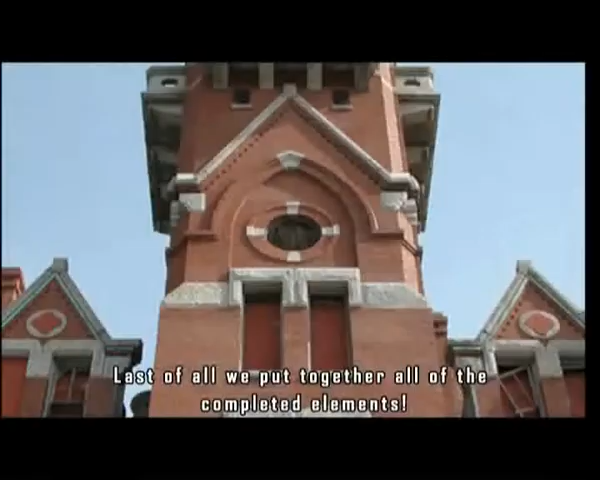 Last of all we put together all of the
completed elements!